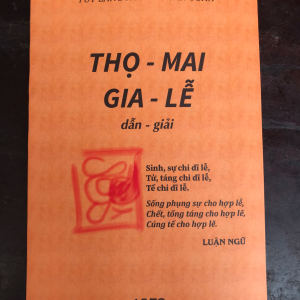 THỌ - MAI
GIA - LỄ
dẫn - giải
Sinh, sự chi dĩ lễ,
Tử, táng chi dĩ lễ,
Tế chi dĩ lễ.
Sống phụng sự cho hợp lễ,
Chết, tống táng cho hợp lễ,
Cúng tế cho hợp lẽ.
LUẬN NGỮ